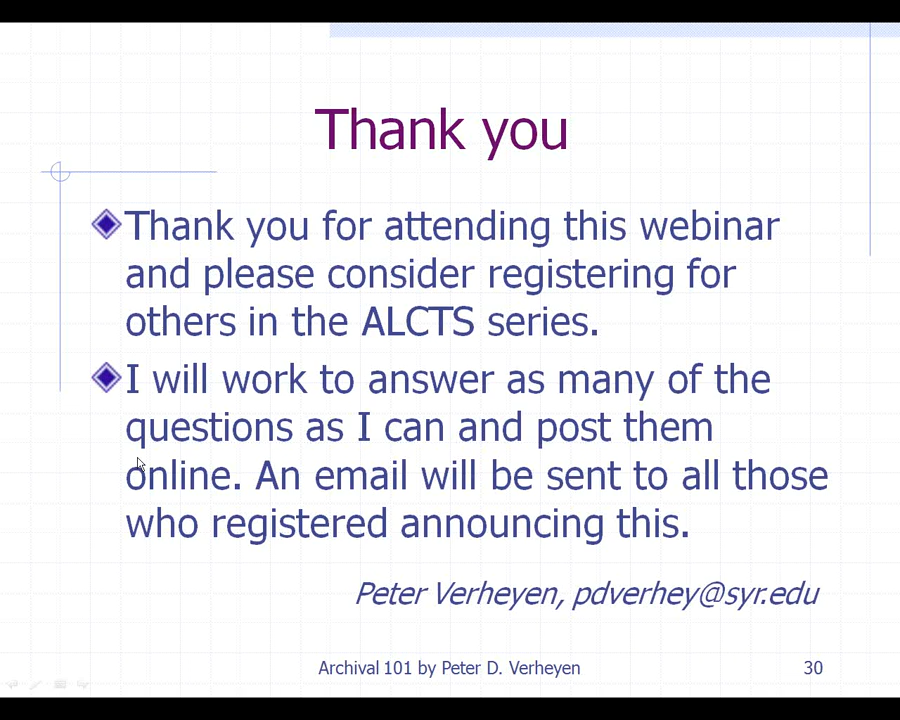 Thank you
Thank you for attending this webinar
and please consider registering for
others in the ALCTS series.
I will work to answer as many of the
questions as I can and post them
online. An email will be sent to all those
who registered announcing this.
Peter Verheyen, pdverhey@syr.edu
Archival 101 by Peter D. Verheyen 30